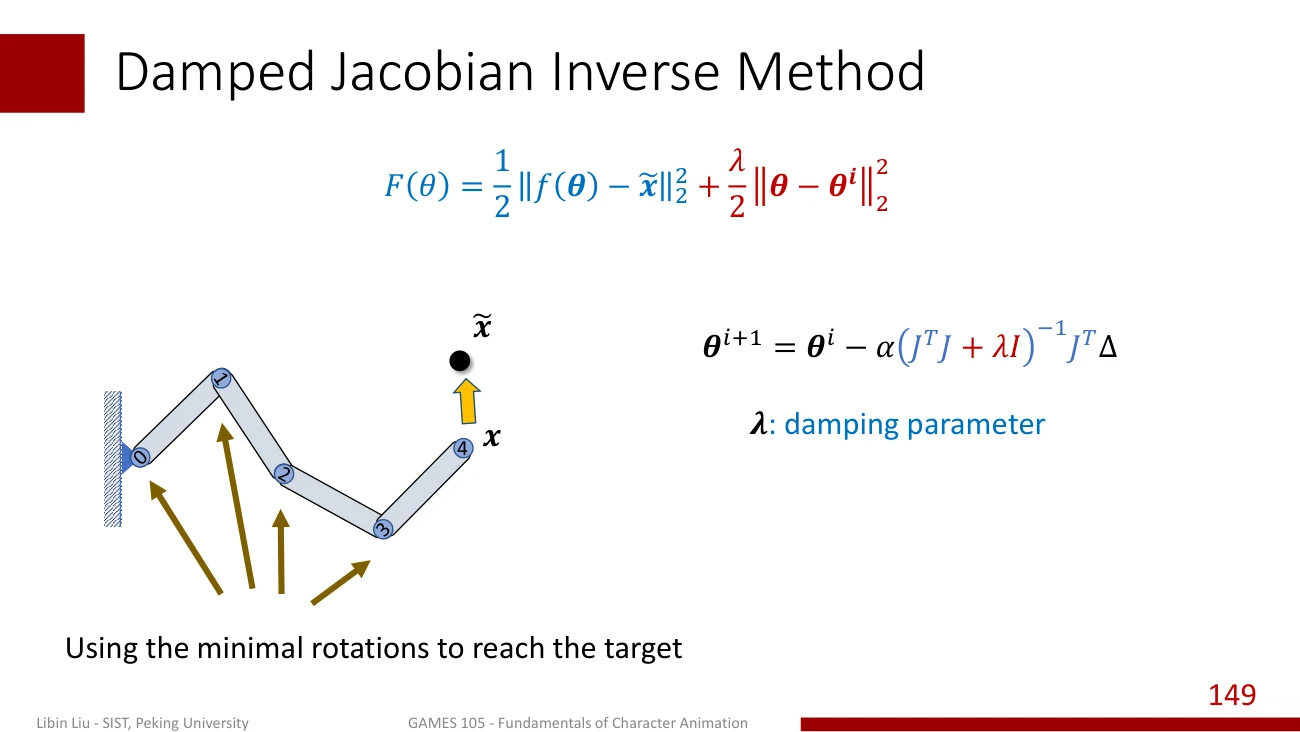 Damped Jacobian Inverse Method
F(θ) = 1/2 ‖f(θ) − x̃‖₂² + λ/2 ‖θ − θⁱ‖₂²
x̃
θⁱ⁺¹ = θⁱ − α(JᵀJ + λI)⁻¹JᵀΔ
λ: damping parameter
1
x
4
0
2
3
Using the minimal rotations to reach the target
149
Libin Liu - SIST, Peking University
GAMES 105 - Fundamentals of Character Animation